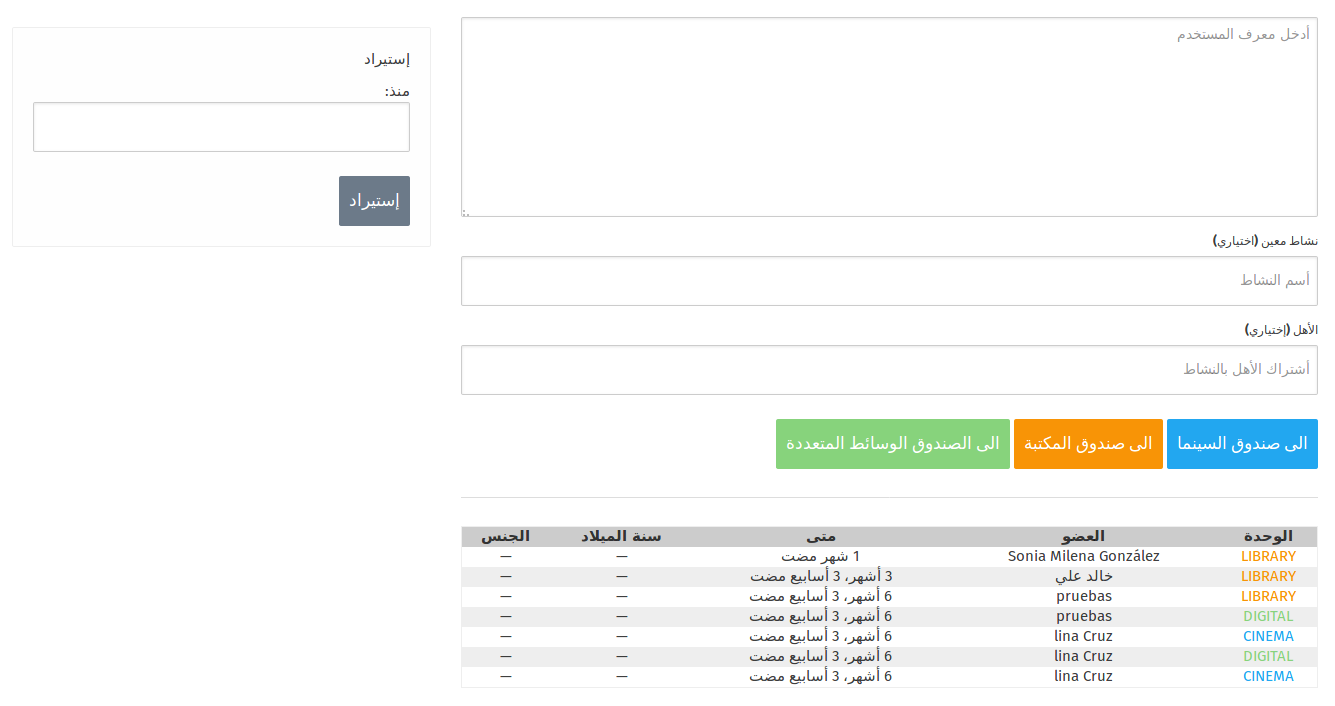 أدخل معرف المستخدم
نشاط معين (اختياري)
أسم النشاط
الأهل (إختياري)
أشتراك الأهل بالنشاط
الى صندوق السينما الى صندوق المكتبة الى الصندوق الوسائط المتعددة
الوحدة العضو متى سنة الميلاد الجنس
LIBRARY Sonia Milena González 1 شهر مضت — —
LIBRARY خالد علي 3 أشهر، 3 أسابيع مضت — —
LIBRARY pruebas 6 أشهر، 3 أسابيع مضت — —
DIGITAL pruebas 6 أشهر، 3 أسابيع مضت — —
CINEMA lina Cruz 6 أشهر، 3 أسابيع مضت — —
DIGITAL lina Cruz 6 أشهر، 3 أسابيع مضت — —
CINEMA lina Cruz 6 أشهر، 3 أسابيع مضت — —
إستيراد
منذ:
إستيراد